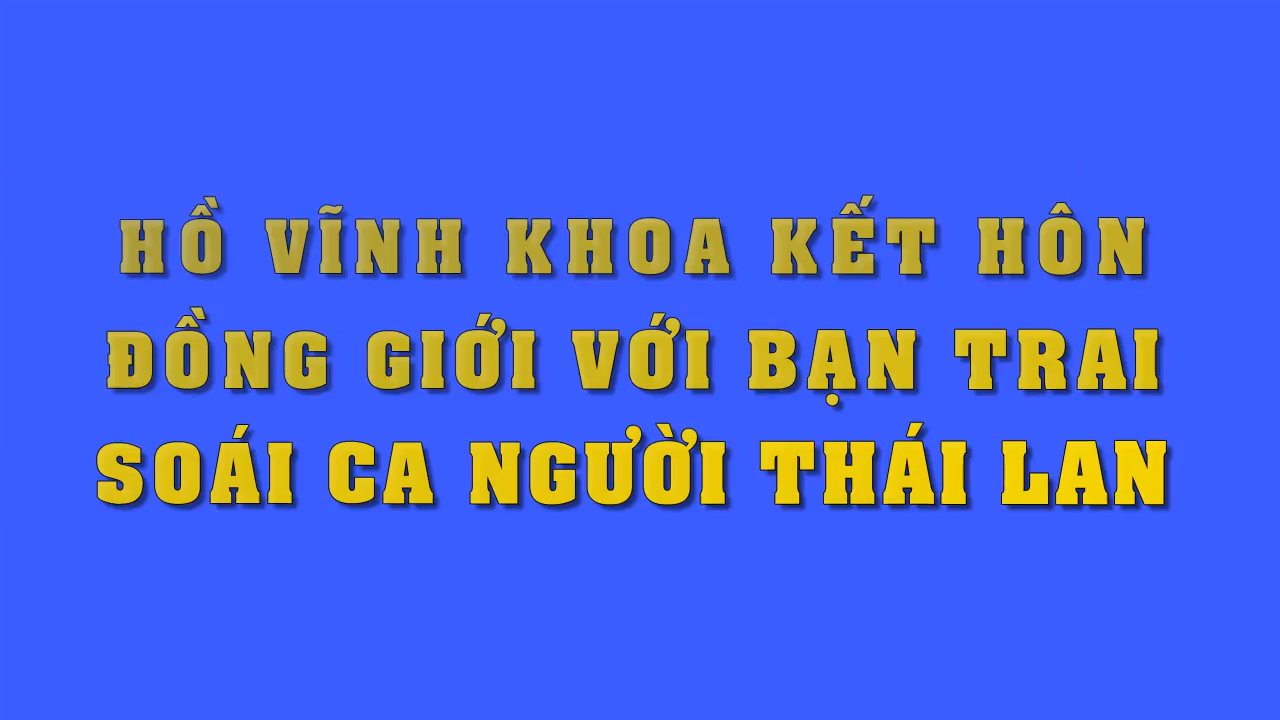 HỒ VĨNH KHOA KẾT HÔN
ĐỒNG GIỚI VỚI BẠN TRAI
SOÁI CA NGƯỜI THÁI LAN